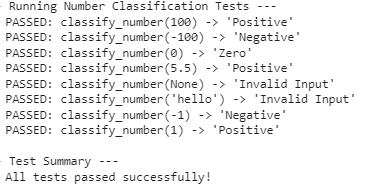 - Running Number Classification Tests ---
PASSED: classify_number(100) -> 'Positive'
PASSED: classify_number(-100) -> 'Negative'
PASSED: classify_number(0) -> 'Zero'
PASSED: classify_number(5.5) -> 'Positive'
PASSED: classify_number(None) -> 'Invalid Input'
PASSED: classify_number('hello') -> 'Invalid Input'
PASSED: classify_number(-1) -> 'Negative'
PASSED: classify_number(1) -> 'Positive'
- Test Summary ---
All tests passed successfully!